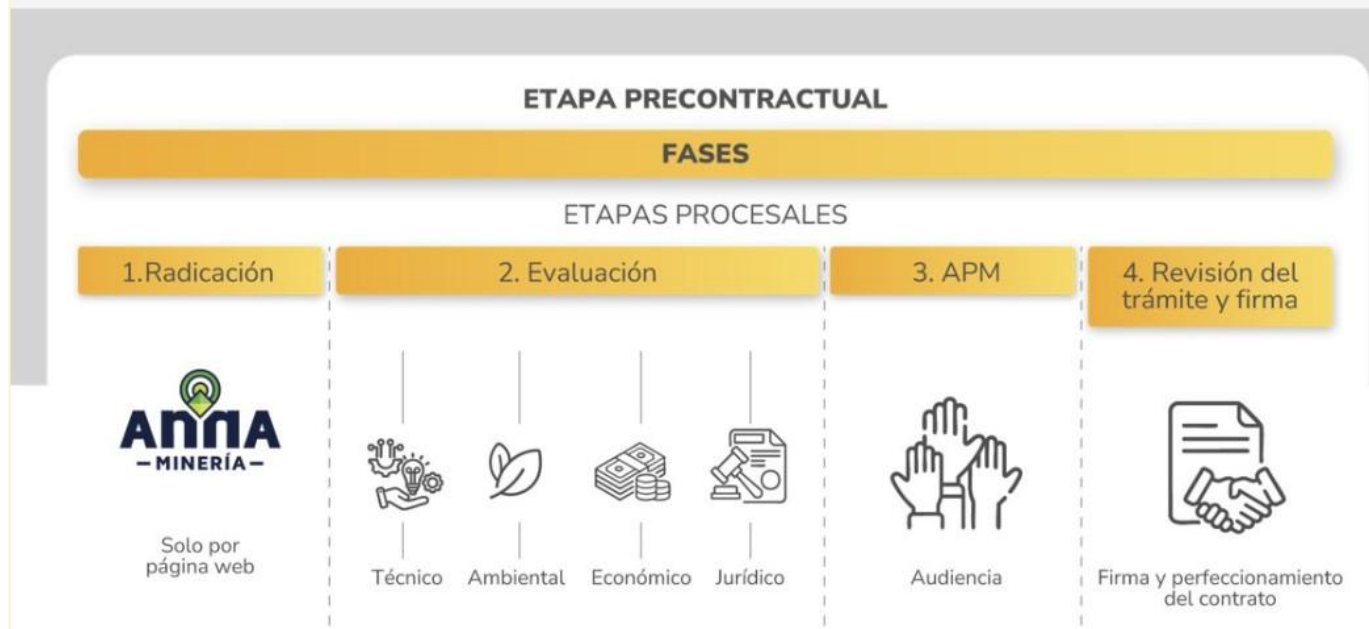 ETAPA PRECONTRACTUAL
FASES
ETAPAS PROCESALES
1.Radicación
2. Evaluación
3. APM
4. Revisión del
trámite y firma
ANNA
–MINERÍA–
Solo por
página web
Técnico
Ambiental
Económico
Jurídico
Audiencia
Firma y perfeccionamiento
del contrato